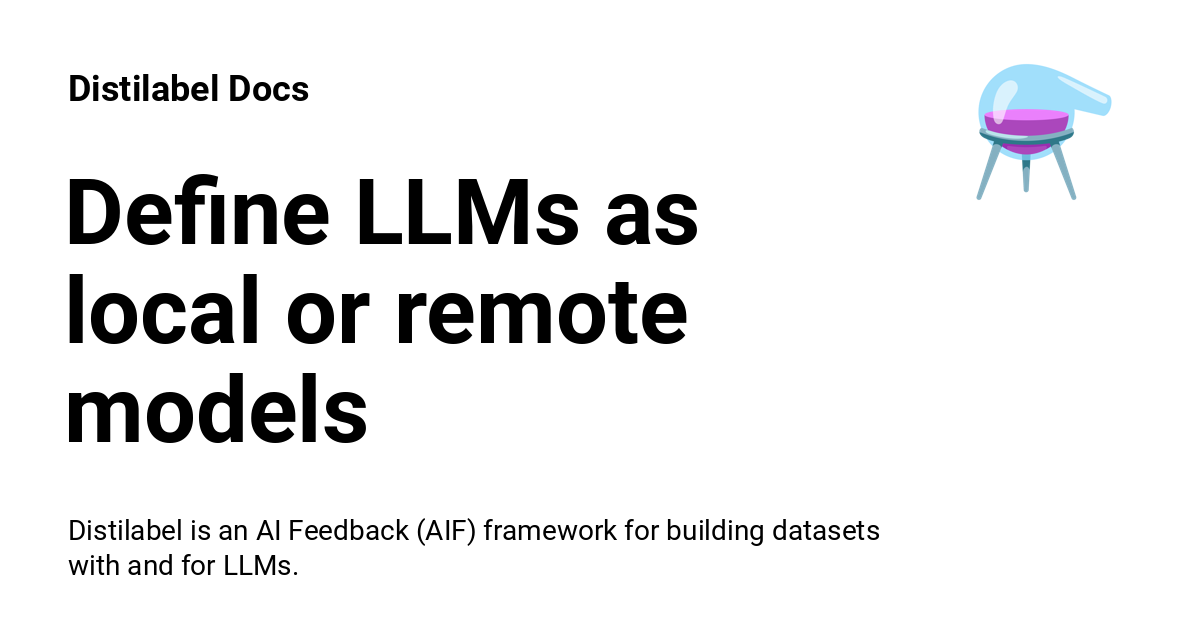 Distilabel Docs
Define LLMs as
local or remote
models
Distilabel is an AI Feedback (AIF) framework for building datasets
with and for LLMs.